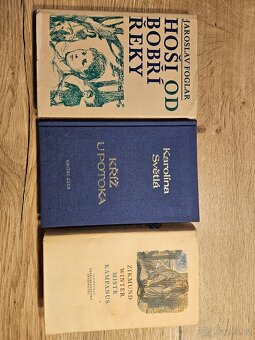 JAROSLAV FOGLAR
HOŠI OD
BOBŘÍ
ŘEKY
Karolina
Světlá
KŘÍŽ
U POTOKA
ZIKMUND
WINTER
MISTR
KAMPANUS